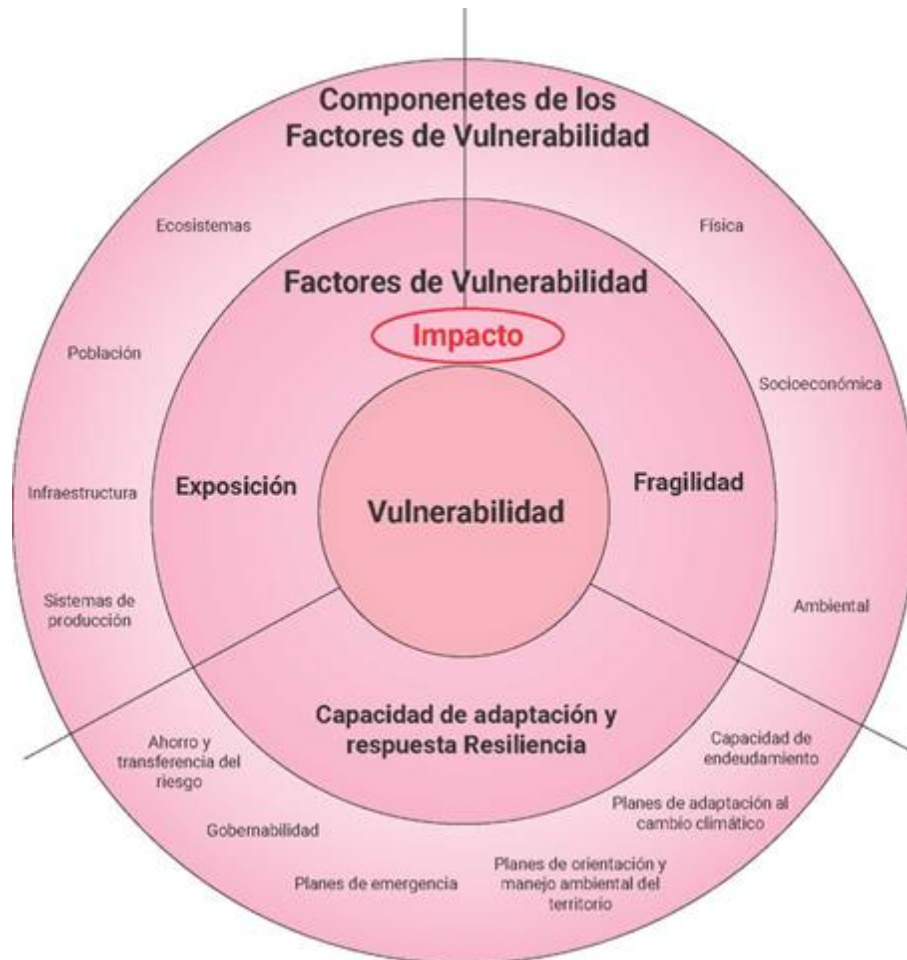 Componenetes de los
Factores de Vulnerabilidad
Ecosistemas
Física
Factores de Vulnerabilidad
Impacto
Población
Socioeconómica
Exposición
Fragilidad
Infraestructura
Vulnerabilidad
Sistemas de
producción
Ambiental
Capacidad de adaptación y
respuesta Resiliencia
Ahorro y
transferencia del
riesgo
Capacidad de
endeudamiento
Gobernabilidad
Planes de adaptación al
cambio climático
Planes de emergencia
Planes de orientación y
manejo ambiental del
territorio